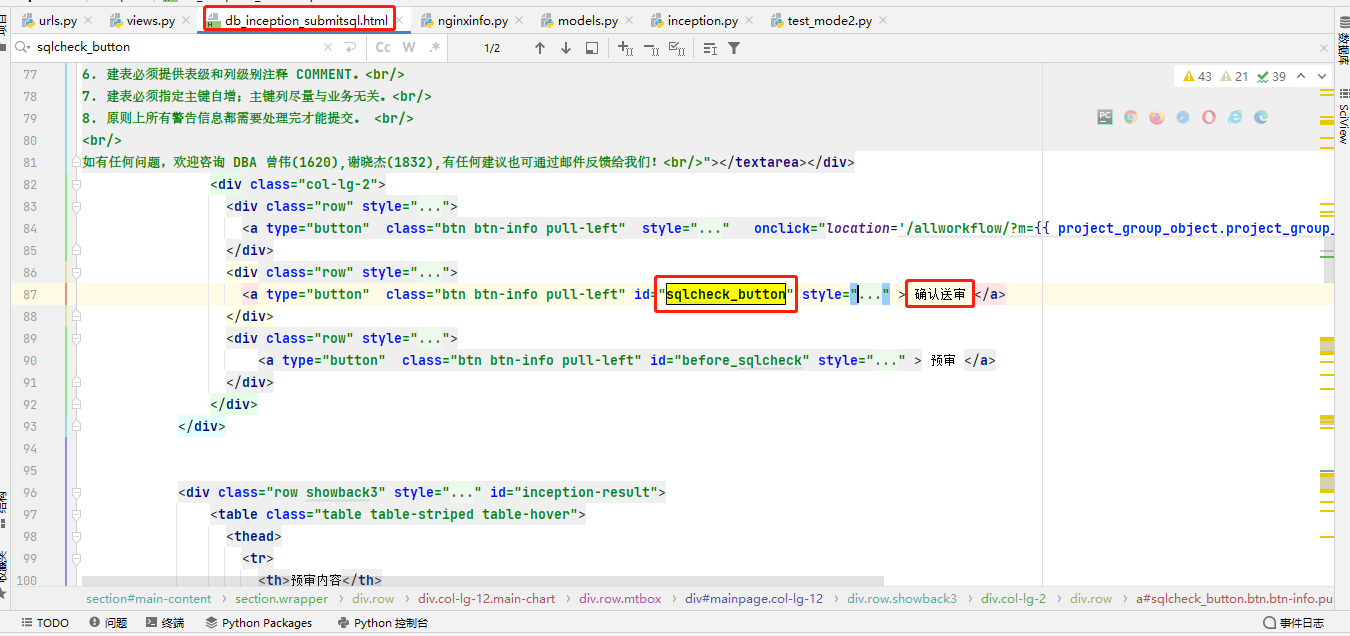 urls.py × views.py × db_inception_submitsql.html × nginxinfo.py × models.py × inception.py × test_mode2.py ×
sqlcheck_button × Cc W .* 1/2
77 6. 建表必须提供表级和列级别注释 COMMENT。<br/> 43 21 39
78 7. 建表必须指定主键自增；主键列尽量与业务无关。<br/>
79 8. 原则上所有警告信息都需要处理完才能提交。 <br/>
80 <br/>
81 如有任何问题，欢迎咨询 DBA 曾伟(1620),谢晓杰(1832),有任何建议也可通过邮件反馈给我们！<br/>"></textarea></div>
82 <div class="col-lg-2">
83 <div class="row" style="...">
84 <a type="button"  class="btn btn-info pull-left"  style="..."   onclick="location='/allworkflow/?m={{ project_group_object.project_group_
85 </div>
86 <div class="row" style="...">
87 <a type="button"  class="btn btn-info pull-left" id="sqlcheck_button" style="..." > 确认送审 </a>
88 </div>
89 <div class="row" style="...">
90 <a type="button"  class="btn btn-info pull-left" id="before_sqlcheck" style="..." > 预审 </a>
91 </div>
92 </div>
93 </div>
94
95
96 <div class="row showback3" style="..." id="inception-result">
97 <table class="table table-striped table-hover">
98 <thead>
99 <tr>
100 <th>预审内容</th>
section#main-content › section.wrapper › div.row › div.col-lg-12.main-chart › div.row.mtbox › div#mainpage.col-lg-12 › div.row.showback3 › div.col-lg-2 › div.row › a#sqlcheck_button.btn.btn-info.pu
TODO 问题 终端 Python Packages Python 控制台 事件日志
数据库
SciView
PC
结构
收藏夹